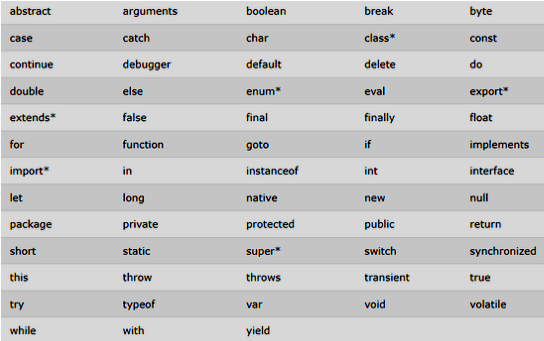 abstract arguments boolean break byte
case catch char class* const
continue debugger default delete do
double else enum* eval export*
extends* false final finally float
for function goto if implements
import* in instanceof int interface
let long native new null
package private protected public return
short static super* switch synchronized
this throw throws transient true
try typeof var void volatile
while with yield